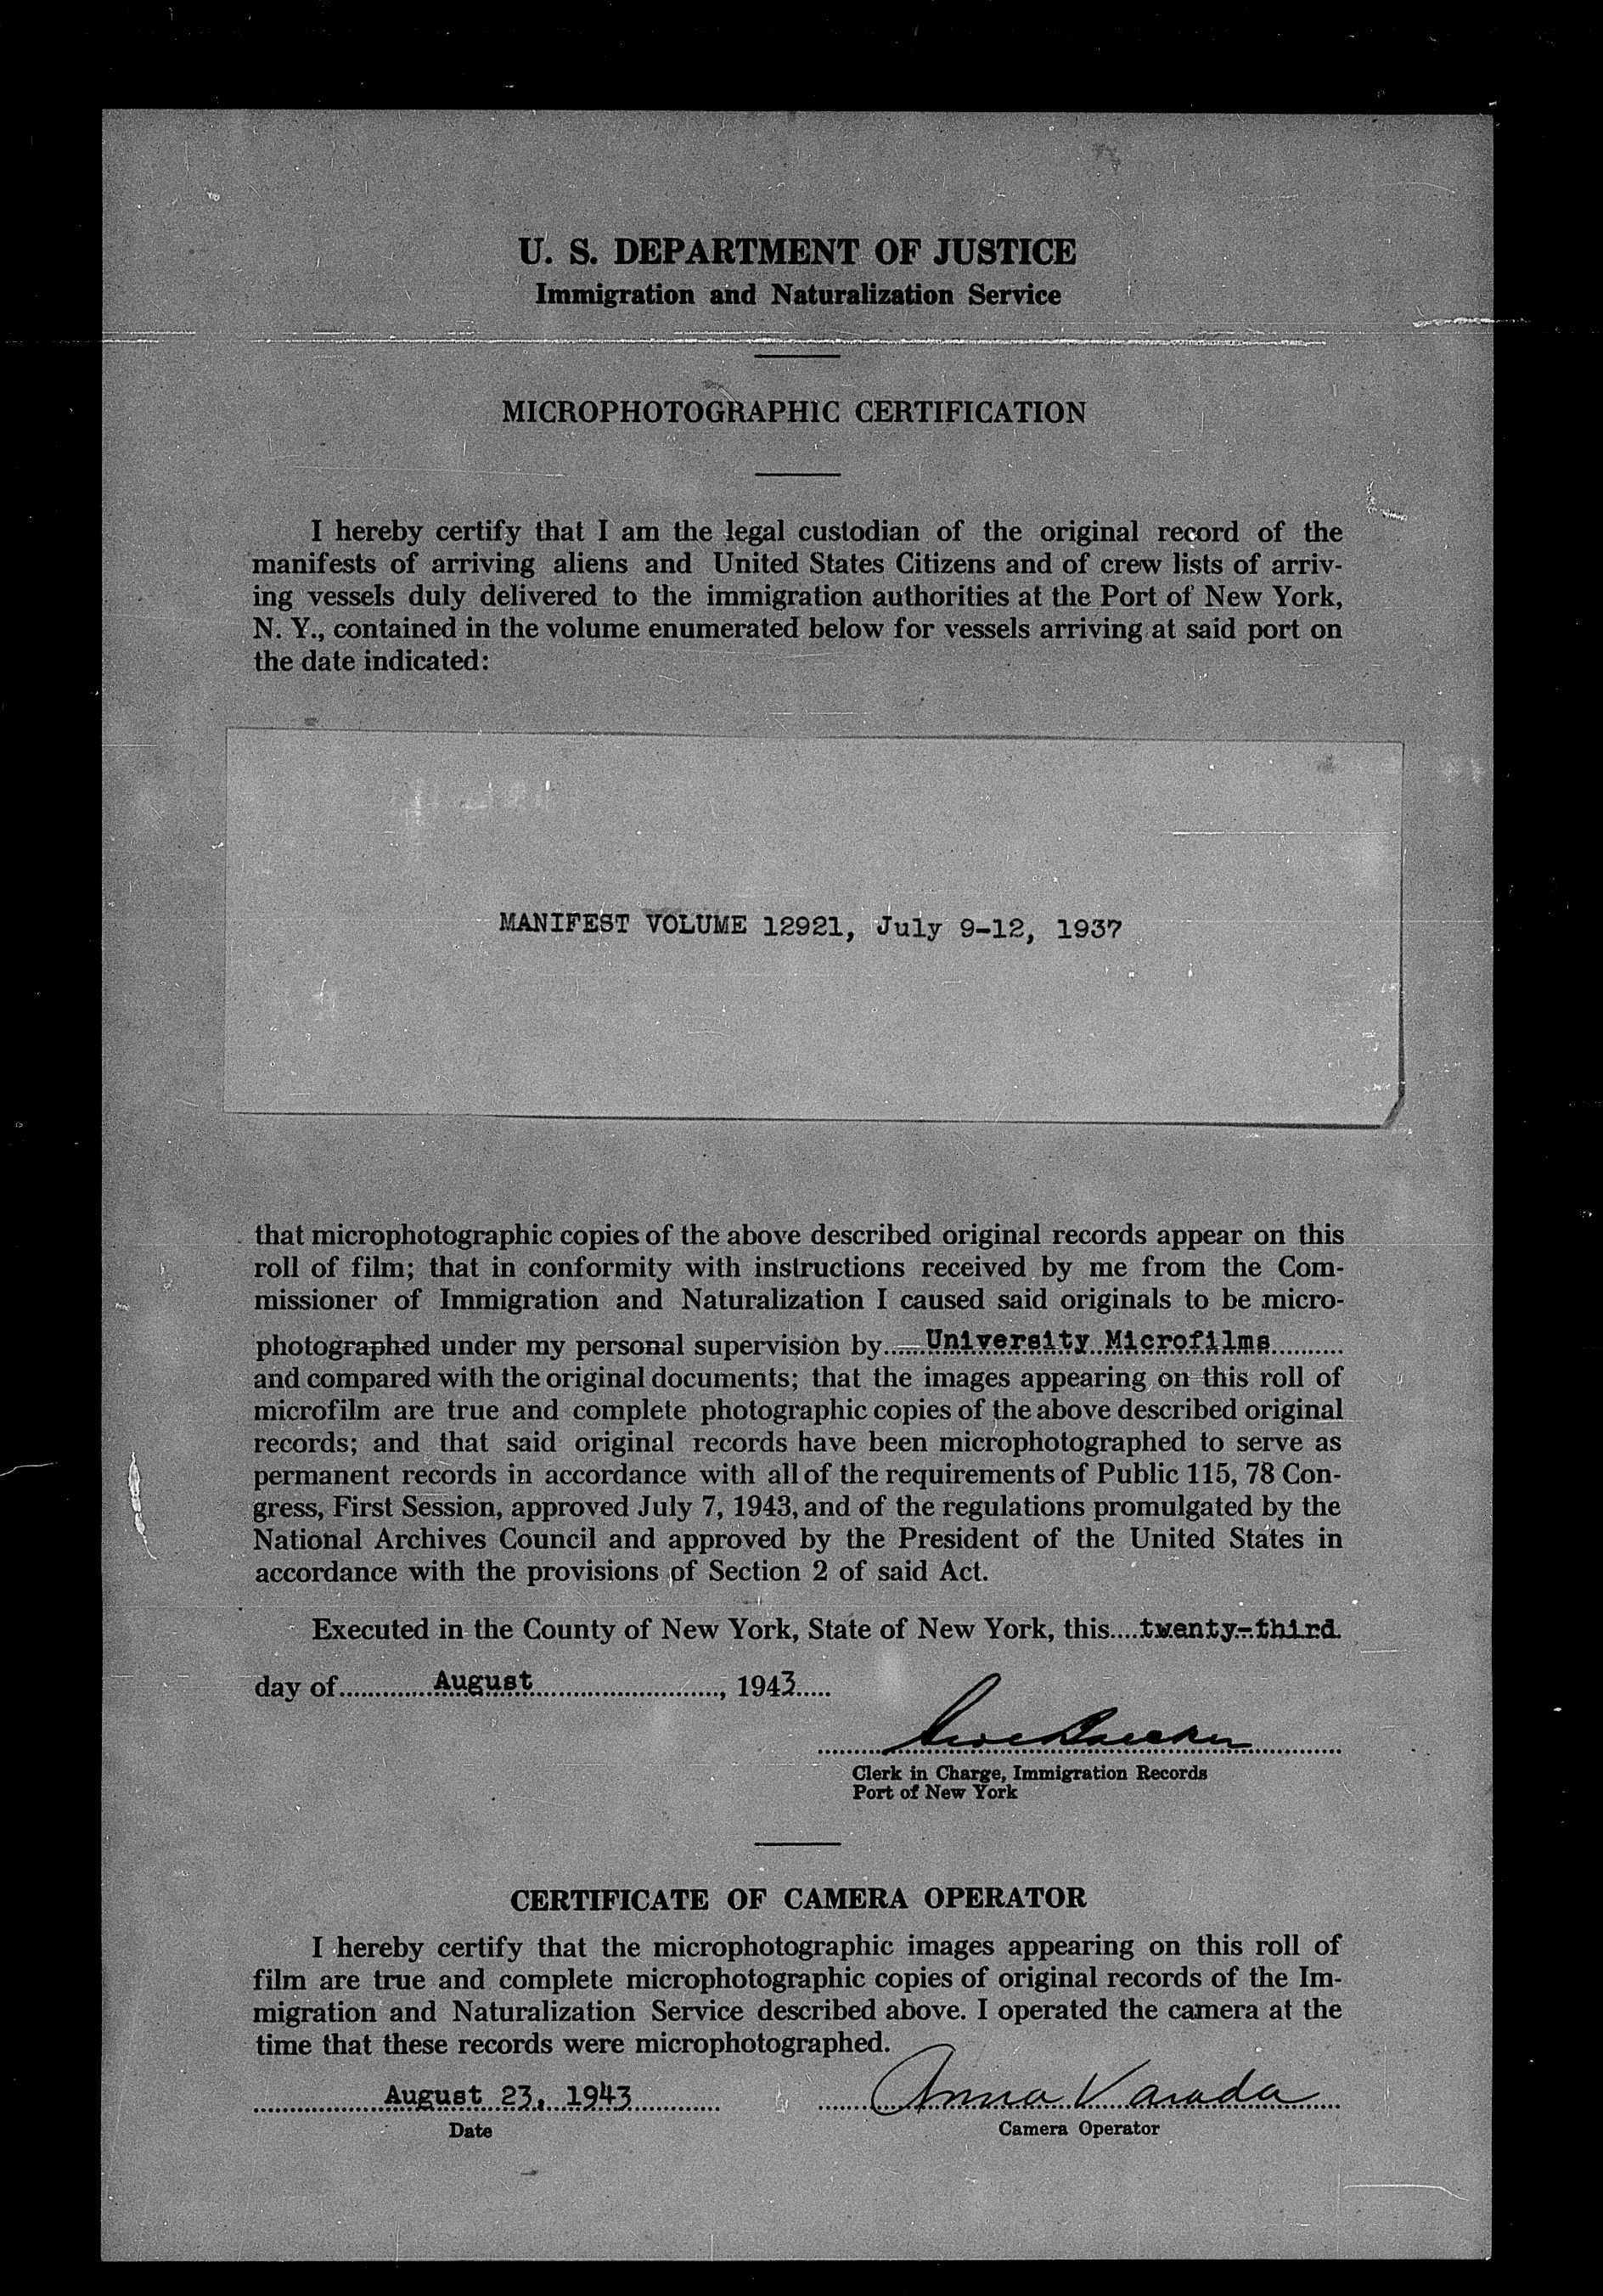 U. S. DEPARTMENT OF JUSTICE
Immigration and Naturalization Service
MICROPHOTOGRAPHIC CERTIFICATION
I hereby certify that I am the legal custodian of the original record of the
manifests of arriving aliens and United States Citizens and of crew lists of arriv-
ing vessels duly delivered to the immigration authorities at the Port of New York,
N. Y., contained in the volume enumerated below for vessels arriving at said port on
the date indicated:
MANIFEST VOLUME 12921, July 9-12, 1937
that microphotographic copies of the above described original records appear on this
roll of film; that in conformity with instructions received by me from the Com-
missioner of Immigration and Naturalization I caused said originals to be micro-
photographed under my personal supervision by University Microfilms
and compared with the original documents; that the images appearing on this roll of
microfilm are true and complete photographic copies of the above described original
records; and that said original records have been microphotographed to serve as
permanent records in accordance with all of the requirements of Public 115, 78 Con-
gress, First Session, approved July 7, 1943, and of the regulations promulgated by the
National Archives Council and approved by the President of the United States in
accordance with the provisions of Section 2 of said Act.
Executed in the County of New York, State of New York, this twenty-third
day of August, 1943
Clerk in Charge, Immigration Records
Port of New York
CERTIFICATE OF CAMERA OPERATOR
I hereby certify that the microphotographic images appearing on this roll of
film are true and complete microphotographic copies of original records of the Im-
migration and Naturalization Service described above. I operated the camera at the
time that these records were microphotographed.
August 23, 1943 Anna Varada
Date Camera Operator